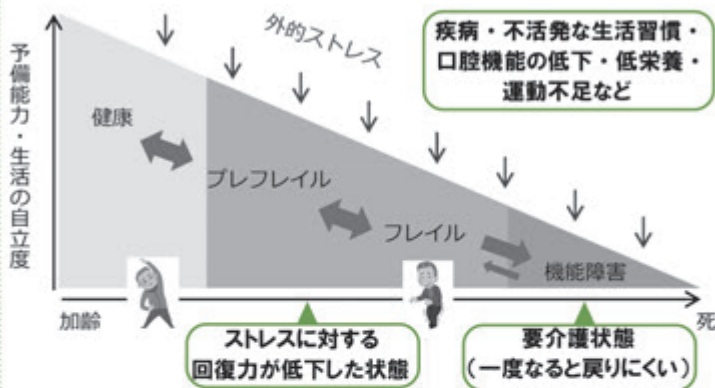 予備能力・生活の自立度
外的ストレス
疾病・不活発な生活習慣・
口腔機能の低下・低栄養・
運動不足など
健康
プレフレイル
フレイル
機能障害
加齢
死
ストレスに対する
回復力が低下した状態
要介護状態
(一度なると戻りにくい)